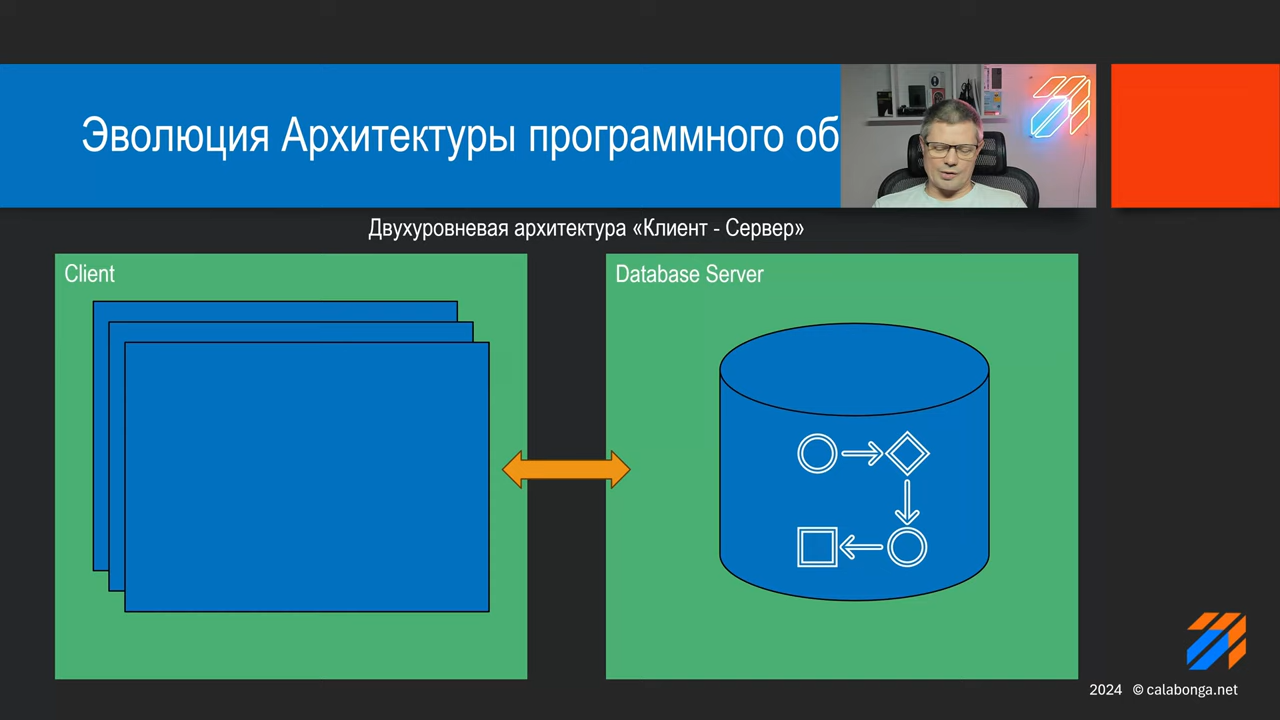 Эволюция Архитектуры программного об
Двухуровневая архитектура «Клиент - Сервер»
Client
Database Server
2024 © calabonga.net